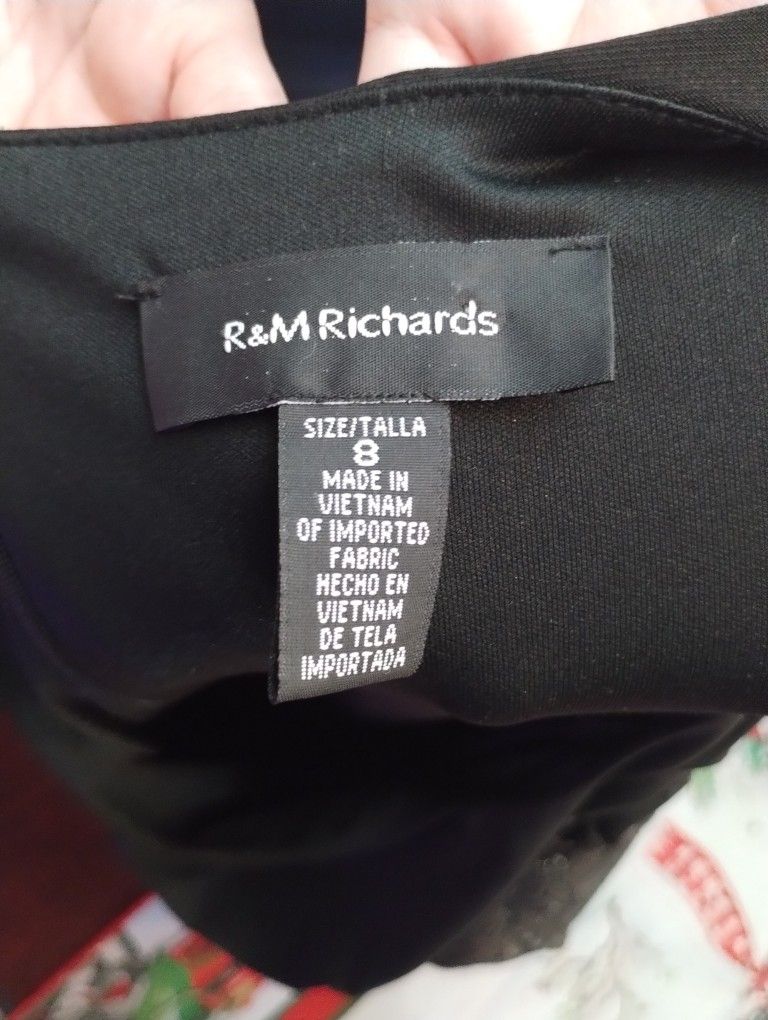 R&M Richards
SIZE/TALLA
8
MADE IN
VIETNAM
OF IMPORTED
FABRIC
HECHO EN
VIETNAM
DE TELA
IMPORTADA